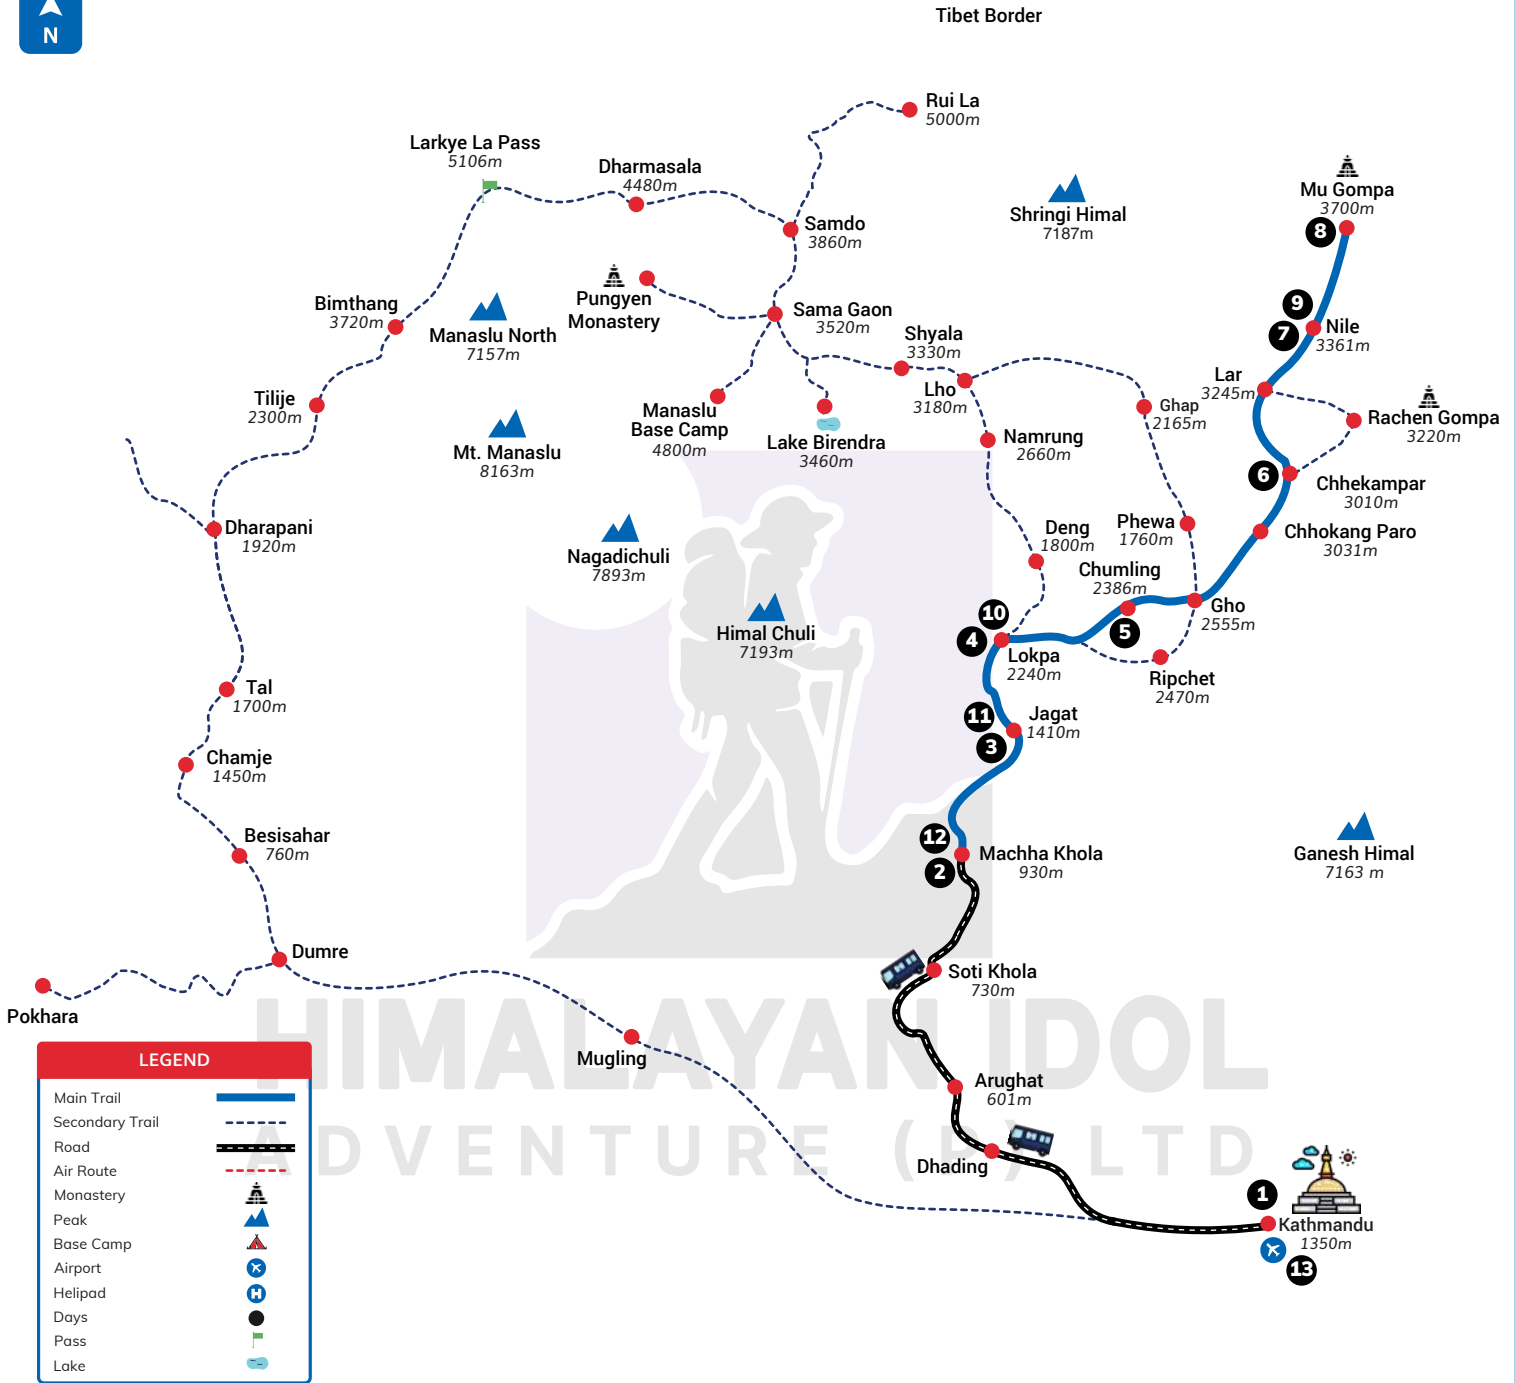 N
Tibet Border
Rui La
5000m
Larkye La Pass
5106m
Dharmasala
4480m
Mu Gompa
3700m
8
Shringi Himal
7187m
Samdo
3860m
Pungyen
Monastery
Bimthang
3720m
Manaslu North
7157m
Sama Gaon
3520m
9
7
Nile
3361m
Shyala
3330m
Lar
3245m
Lho
3180m
Tilije
2300m
Manaslu
Base Camp
4800m
Lake Birendra
3460m
Ghap
2165m
Rachen Gompa
3220m
Mt. Manaslu
8163m
Namrung
2660m
6
Chhekampar
3010m
Dharapani
1920m
Nagadichuli
7893m
Deng
1800m
Phewa
1760m
Chhokang Paro
3031m
Chumling
2386m
Himal Chuli
7193m
10
4
5
Gho
2555m
Lokpa
2240m
Ripchet
2470m
Tal
1700m
11
3
Jagat
1410m
Chamje
1450m
Besisahar
760m
12
2
Machha Khola
930m
Ganesh Himal
7163 m
Dumre
Soti Khola
730m
Pokhara
HIMALAYAN IDOL
ADVENTURE (P) LTD
Mugling
Arughat
601m
Dhading
1
Kathmandu
1350m
13
LEGEND
Main Trail
Secondary Trail
Road
Air Route
Monastery
Peak
Base Camp
Airport
Helipad
H
Days
Pass
Lake